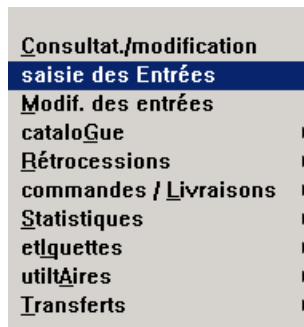 Consultat./modification
saisie des Entrées
Modif. des entrées
cataloGue
Rétrocessions
commandes / Livraisons
Statistiques
etIquettes
utiltAires
Transferts